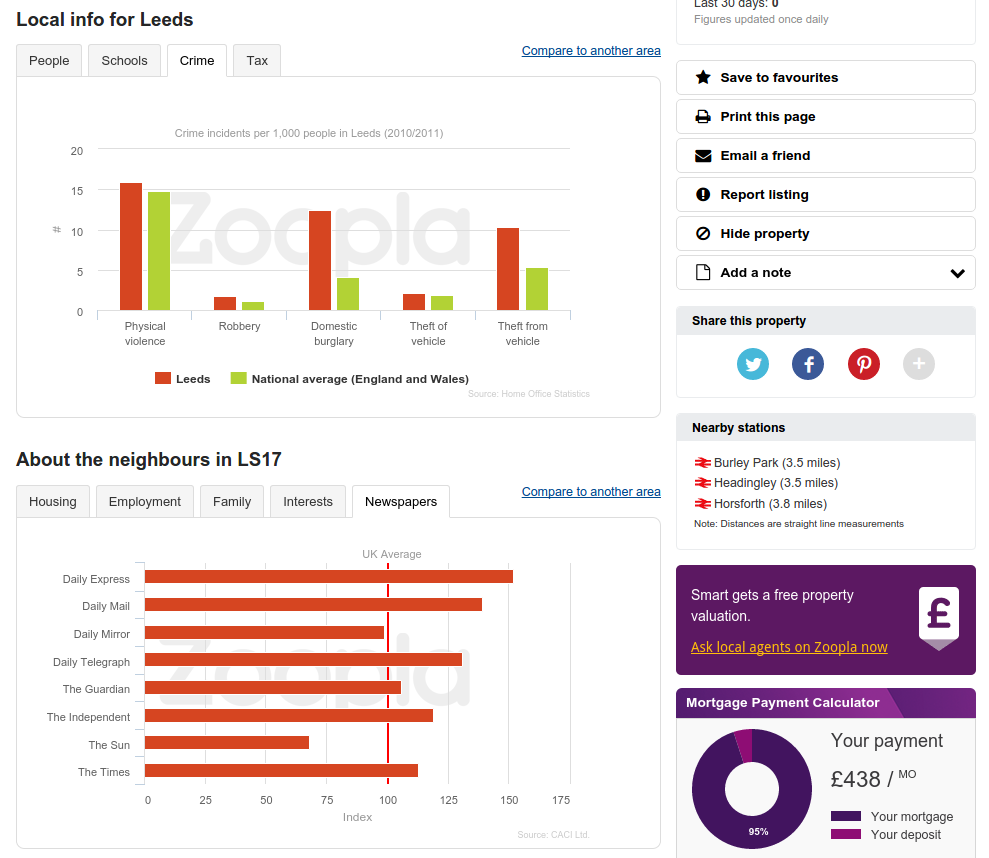 Local info for Leeds
People
Schools
Crime
Tax
Compare to another area
Crime incidents per 1,000 people in Leeds (2010/2011)
20
15
10
5
0
#
Zoopla
Physical
violence
Robbery
Domestic
burglary
Theft of
vehicle
Theft from
vehicle
Leeds
National average (England and Wales)
Source: Home Office Statistics
About the neighbours in LS17
Housing
Employment
Family
Interests
Newspapers
Compare to another area
UK Average
Daily Express
Daily Mail
Daily Mirror
Daily Telegraph
The Guardian
The Independent
The Sun
The Times
Zoopla
0 25 50 75 100 125 150 175
Index
Source: CACI Ltd.
Last 30 days: 0
Figures updated once daily
Save to favourites
Print this page
Email a friend
Report listing
Hide property
Add a note
Share this property
Nearby stations
Burley Park (3.5 miles)
Headingley (3.5 miles)
Horsforth (3.8 miles)
Note: Distances are straight line measurements
Smart gets a free property
valuation.
£
Ask local agents on Zoopla now
Mortgage Payment Calculator
95%
Your payment
£438 / MO
Your mortgage
Your deposit